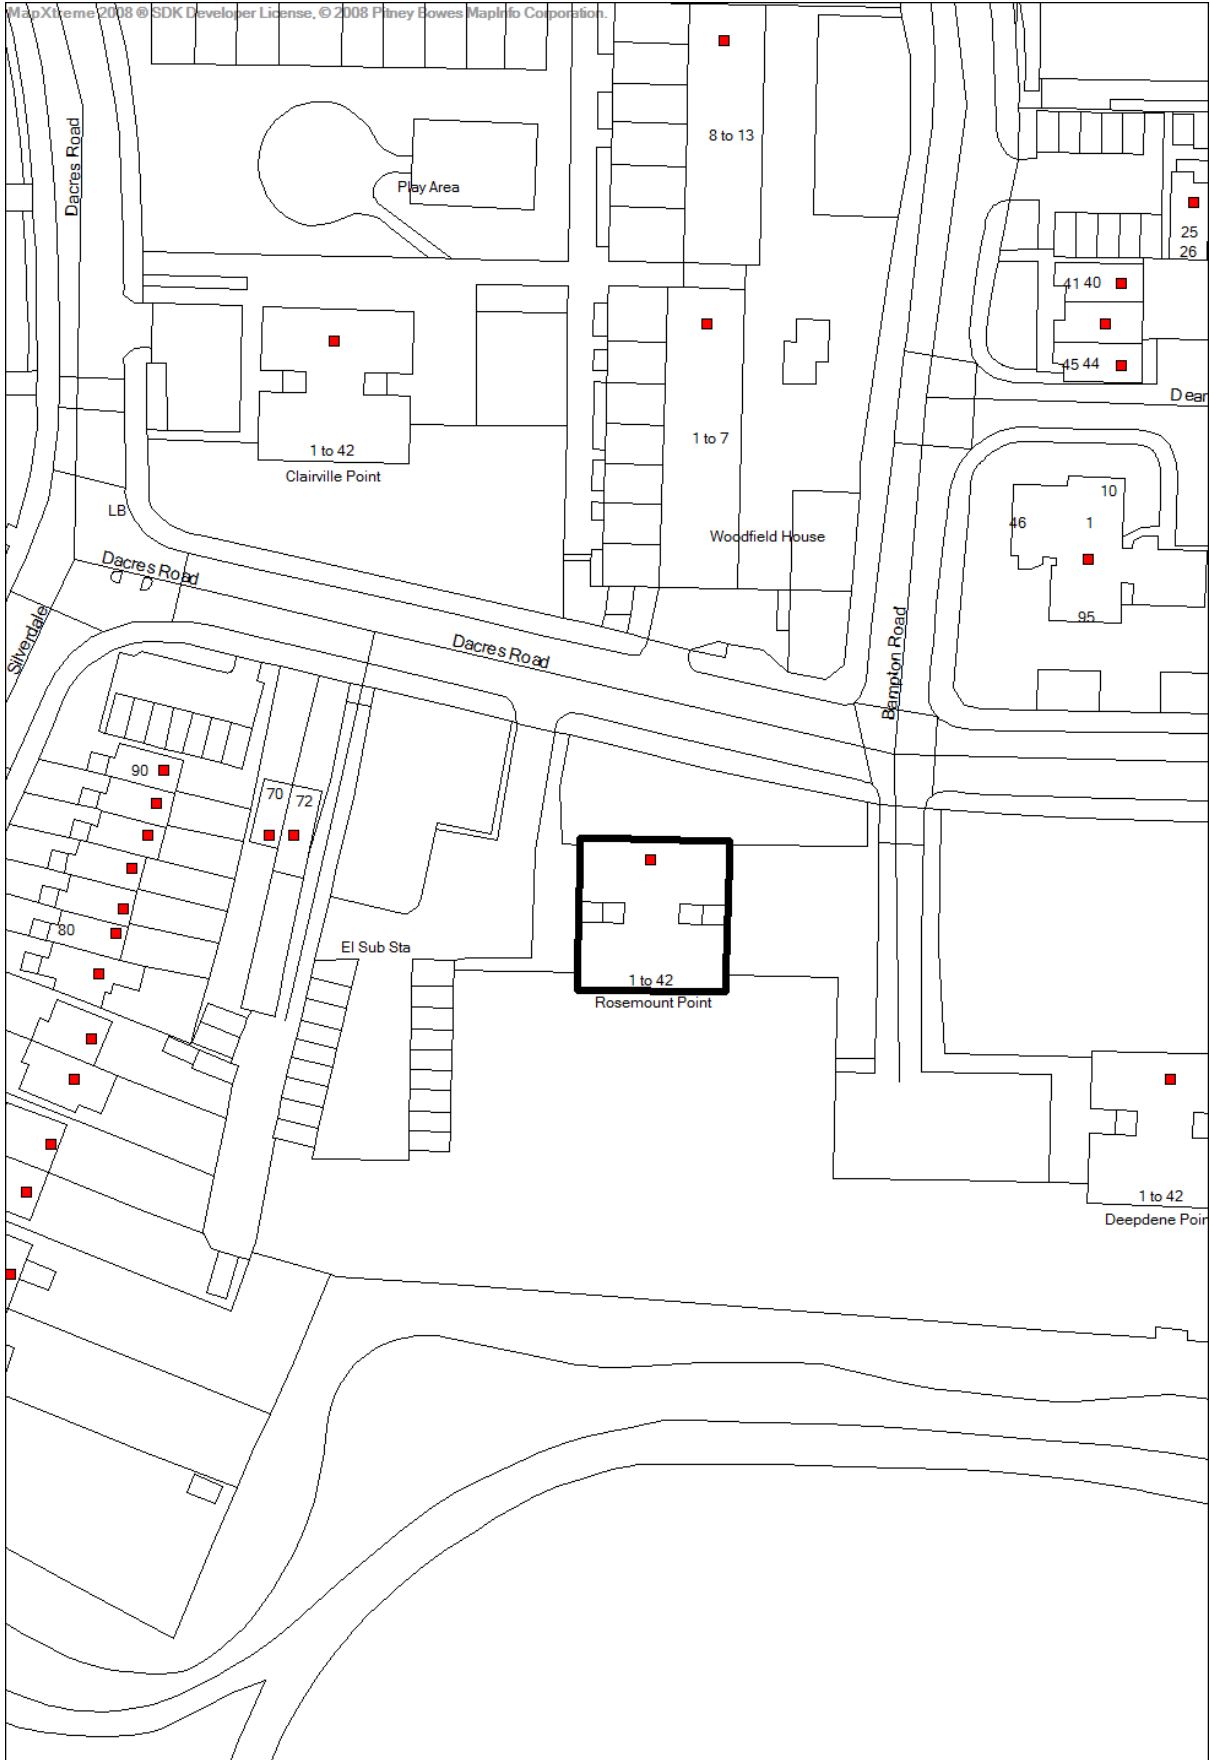 MapXtreme 2008 ® SDK Developer License, © 2008 Pitney Bowes MapInfo Corporation.
Dacres Road
8 to 13
Play Area
25
26
41 40
45 44
Dear
1 to 7
1 to 42
Clairville Point
LB
Woodfield House
10
46
1
95
Dacres Road
Silverdale
Dacres Road
Bampton Road
90
70
72
80
El Sub Sta
1 to 42
Rosemount Point
1 to 42
Deepdene Poin